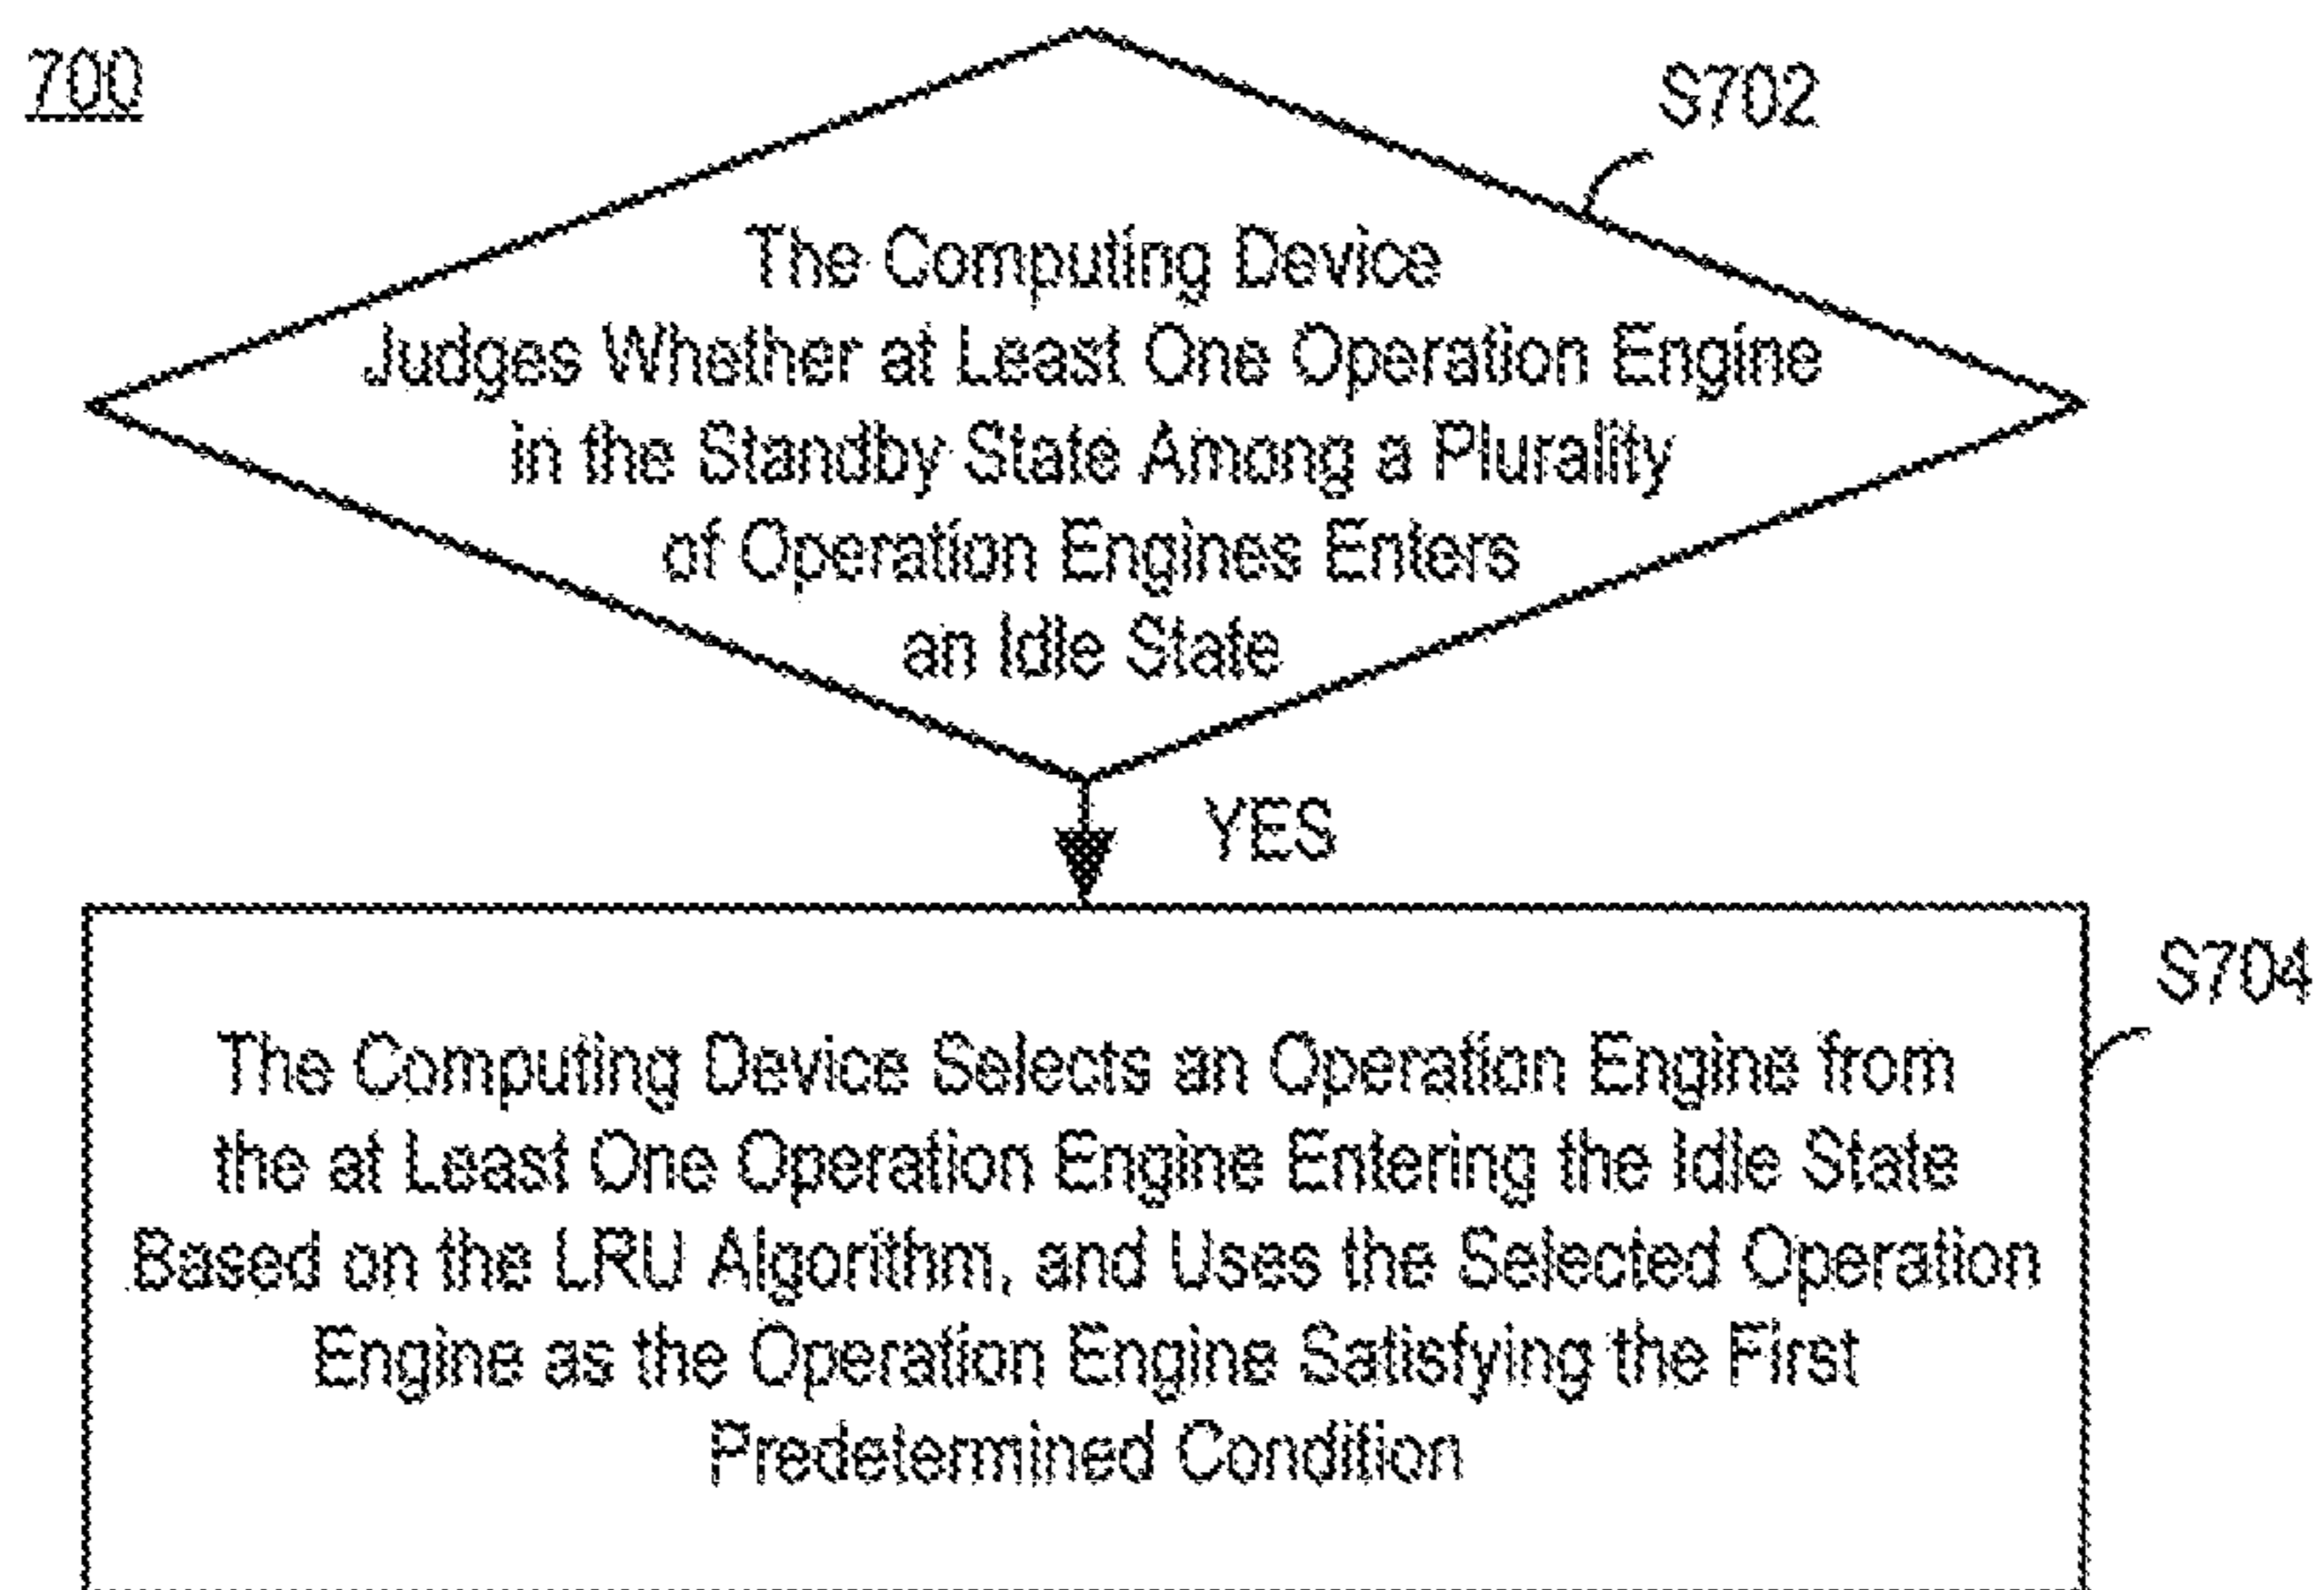 700
S702
The Computing Device
Judges Whether at Least One Operation Engine
in the Standby State Among a Plurality
of Operation Engines Enters
an Idle State
YES
S704
The Computing Device Selects an Operation Engine from
the at Least One Operation Engine Entering the Idle State
Based on the LRU Algorithm, and Uses the Selected Operation
Engine as the Operation Engine Satisfying the First
Predetermined Condition